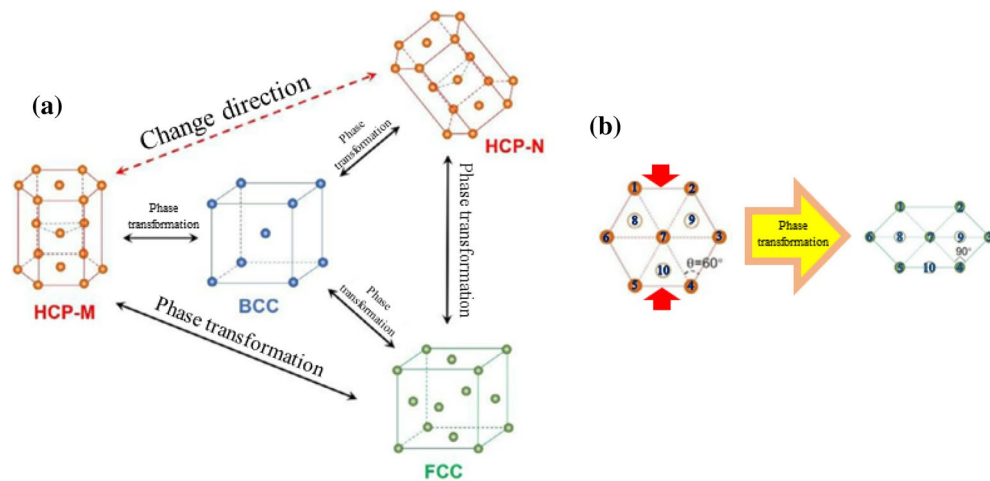 (a)
Change direction
HCP-N
Phase
transformation
Phase transformation
HCP-M
Phase
transformation
BCC
Phase
transformation
Phase transformation
FCC
(b)
1 2
8 9
6 7 3
10 θ=60°
5 4
Phase
transformation
1 2
6 8 7 9 3
90°
5 10 4